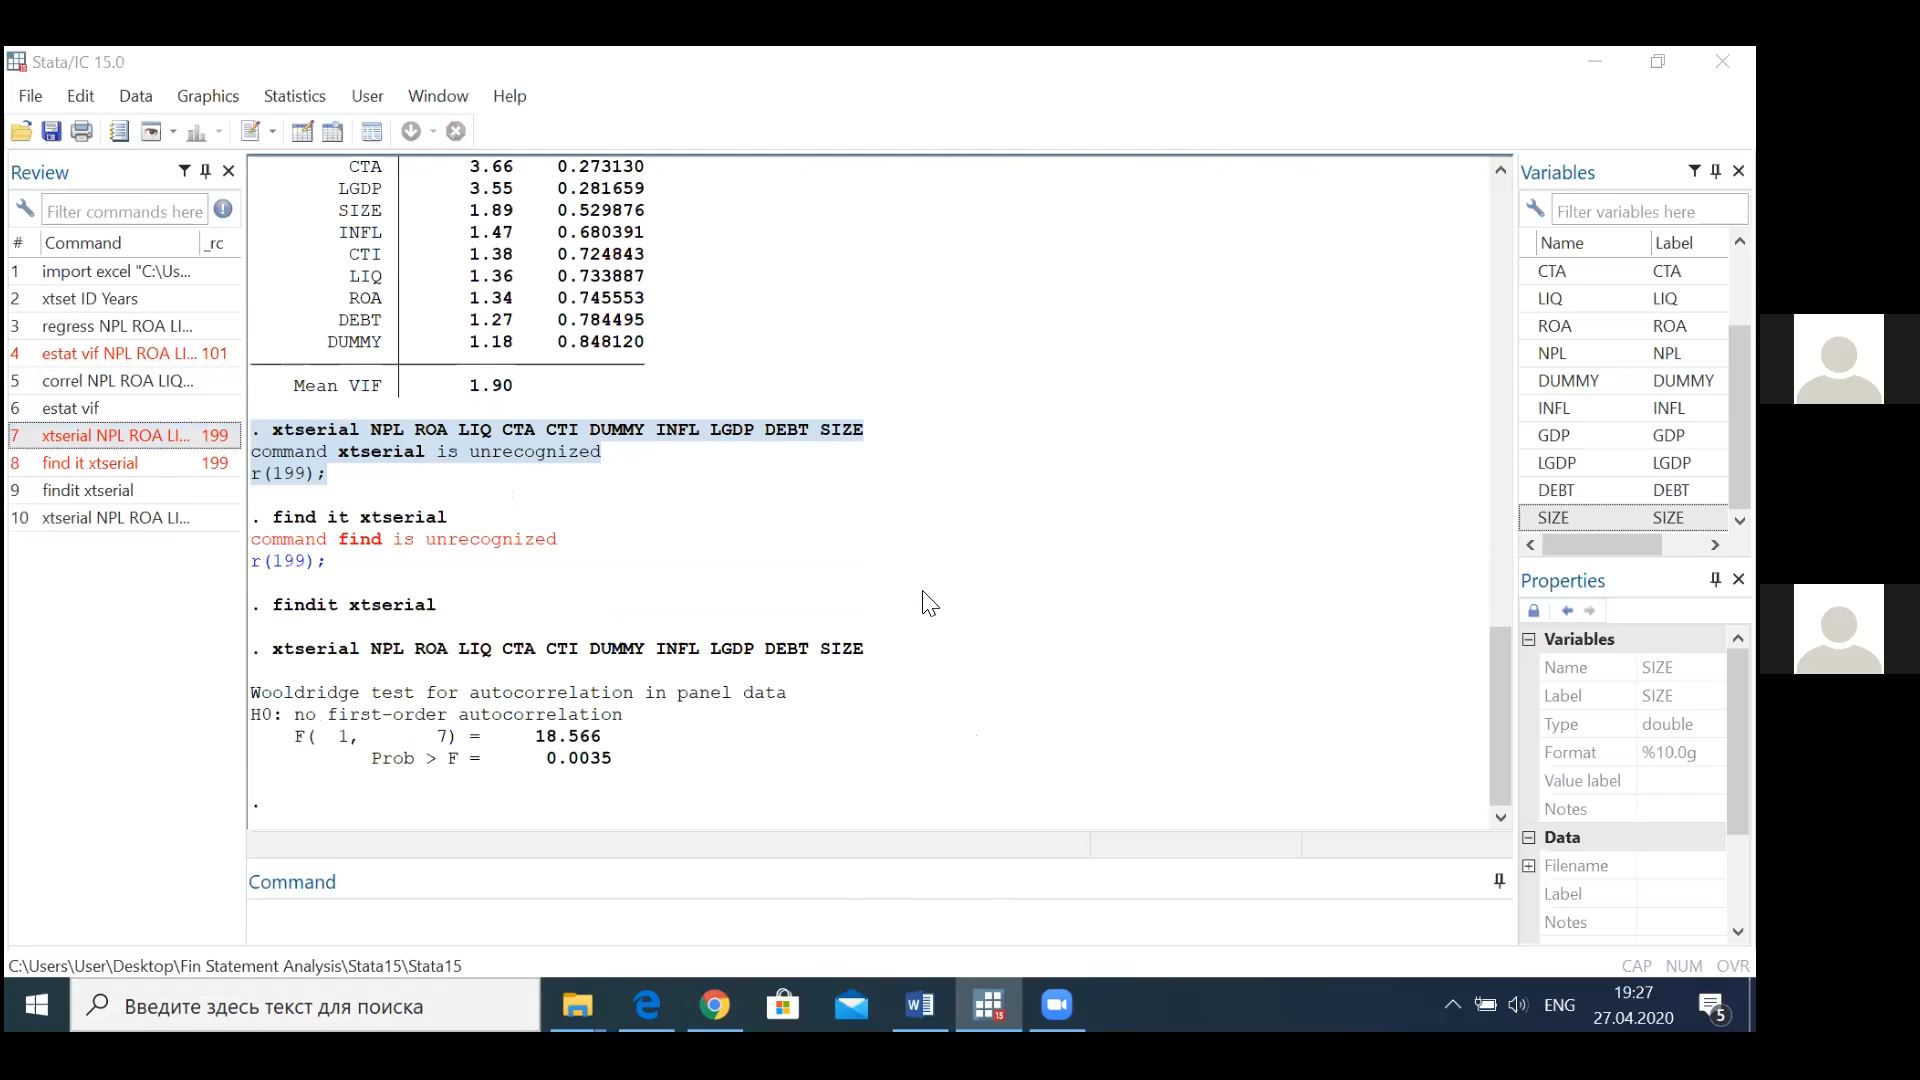 Stata/IC 15.0
File Edit Data Graphics Statistics User Window Help
Review
Filter commands here
# Command _rc
1 import excel "C:\Us...
2 xtset ID Years
3 regress NPL ROA LI...
4 estat vif NPL ROA LI... 101
5 correl NPL ROA LIQ...
6 estat vif
7 xtserial NPL ROA LI... 199
8 find it xtserial 199
9 findit xtserial
10 xtserial NPL ROA LI...
CTA 3.66 0.273130
LGDP 3.55 0.281659
SIZE 1.89 0.529876
INFL 1.47 0.680391
CTI 1.38 0.724843
LIQ 1.36 0.733887
ROA 1.34 0.745553
DEBT 1.27 0.784495
DUMMY 1.18 0.848120
Mean VIF 1.90
. xtserial NPL ROA LIQ CTA CTI DUMMY INFL LGDP DEBT SIZE
command xtserial is unrecognized
r(199);
. find it xtserial
command find is unrecognized
r(199);
. findit xtserial
. xtserial NPL ROA LIQ CTA CTI DUMMY INFL LGDP DEBT SIZE
Wooldridge test for autocorrelation in panel data
H0: no first-order autocorrelation
F( 1, 7) = 18.566
Prob > F = 0.0035
.
Command
Variables
Filter variables here
Name Label
CTA CTA
LIQ LIQ
ROA ROA
NPL NPL
DUMMY DUMMY
INFL INFL
GDP GDP
LGDP LGDP
DEBT DEBT
SIZE SIZE
Properties
Variables
Name SIZE
Label SIZE
Type double
Format %10.0g
Value label
Notes
Data
Filename
Label
Notes
C:\Users\User\Desktop\Fin Statement Analysis\Stata15\Stata15
CAP NUM OVR
Введите здесь текст для поиска
W
15
ENG
19:27
27.04.2020
5